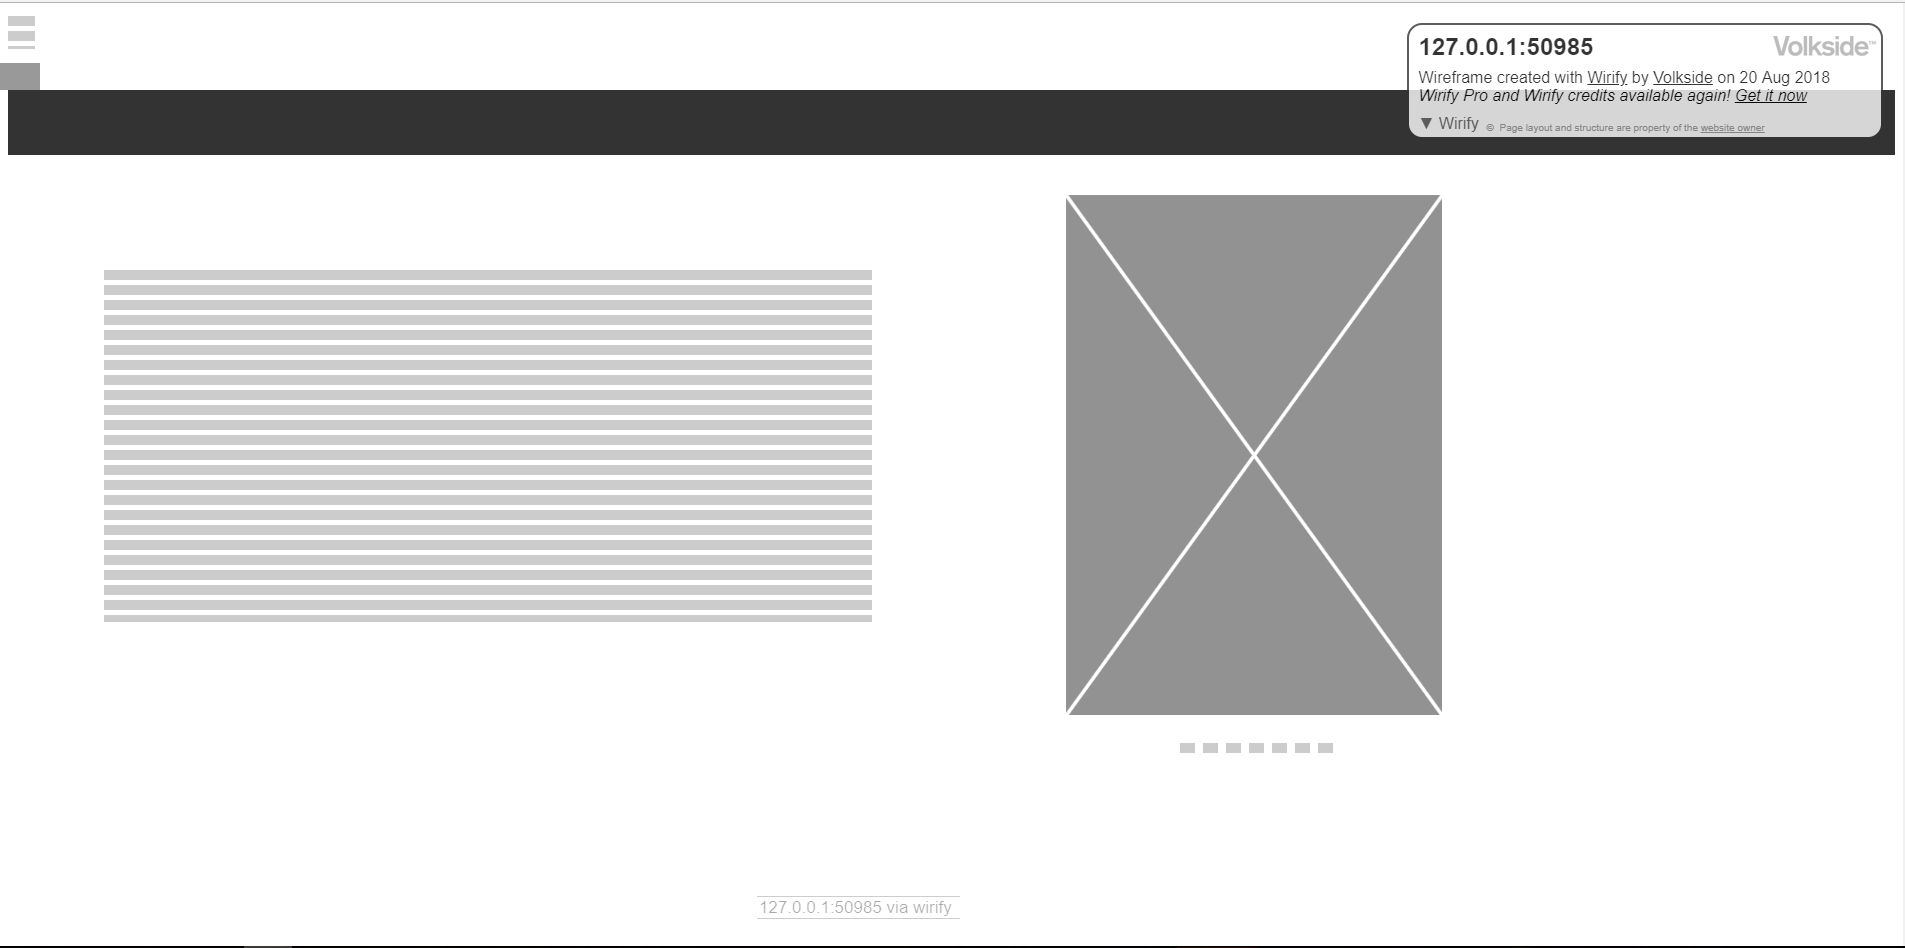 127.0.0.1:50985 Volkside™
Wireframe created with Wirify by Volkside on 20 Aug 2018
Wirify Pro and Wirify credits available again! Get it now
▼ Wirify © Page layout and structure are property of the website owner
127.0.0.1:50985 via wirify